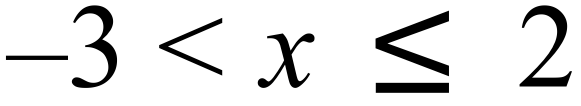 −3 < x ≤ 2